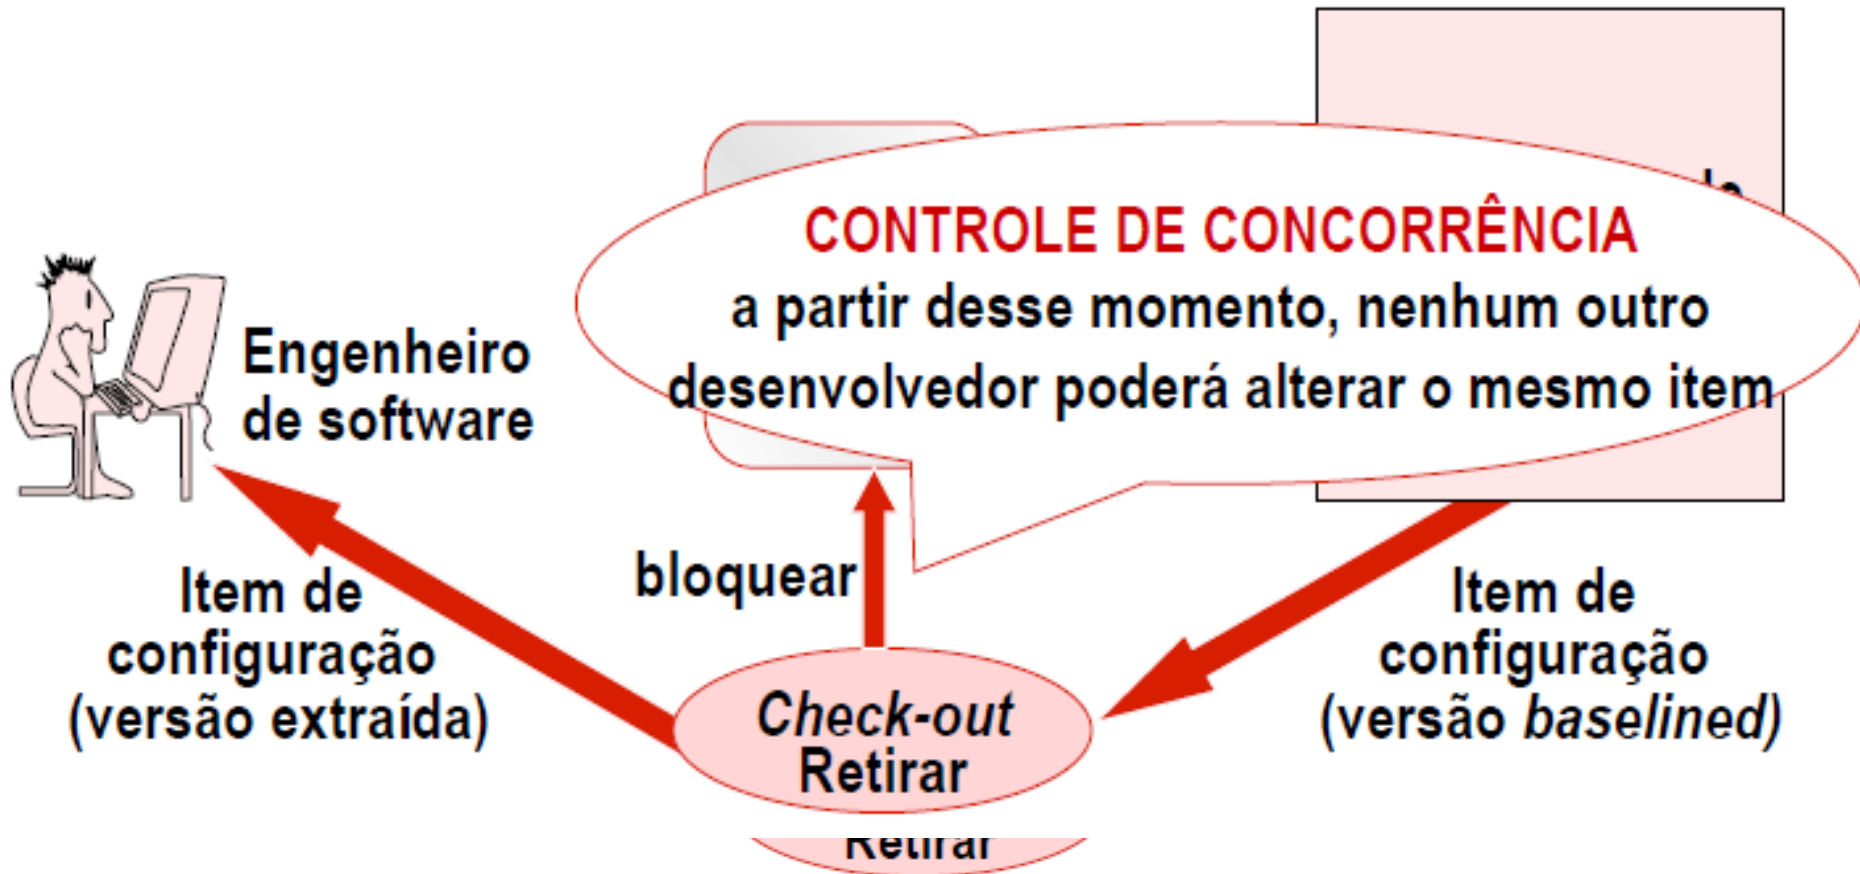 CONTROLE DE CONCORRÊNCIA
a partir desse momento, nenhum outro
desenvolvedor poderá alterar o mesmo item
Engenheiro
de software
bloquear
Item de
configuração
(versão extraída)
Item de
configuração
(versão baselined)
Check-out
Retirar
Retirar